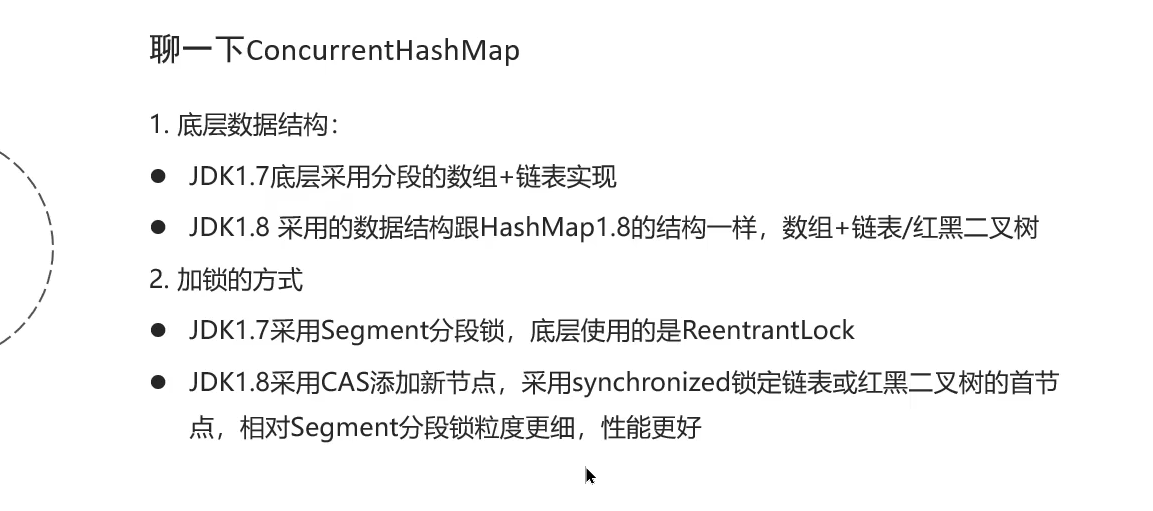 聊一下ConcurrentHashMap
1. 底层数据结构：
● JDK1.7底层采用分段的数组+链表实现
● JDK1.8 采用的数据结构跟HashMap1.8的结构一样，数组+链表/红黑二叉树
2. 加锁的方式
● JDK1.7采用Segment分段锁，底层使用的是ReentrantLock
● JDK1.8采用CAS添加新节点，采用synchronized锁定链表或红黑二叉树的首节
点，相对Segment分段锁粒度更细，性能更好